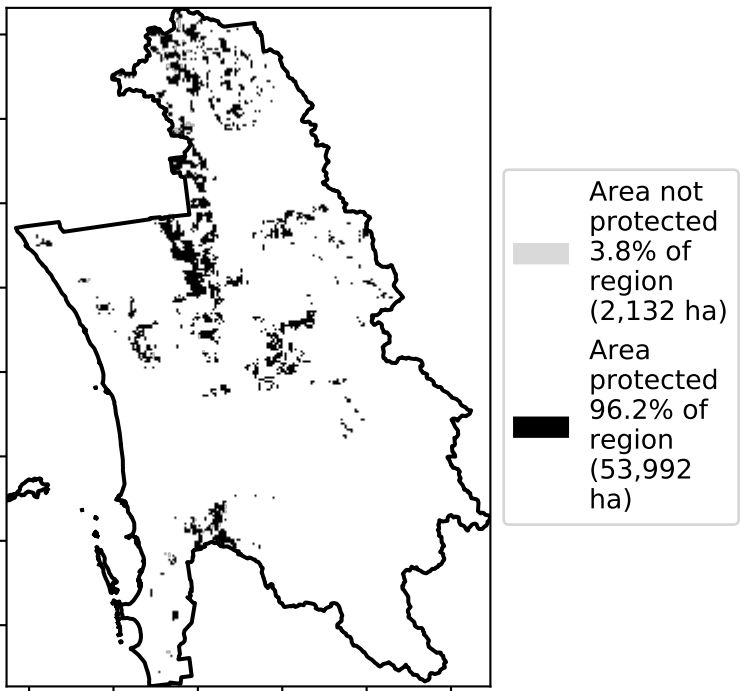 Area not
protected
3.8% of
region
(2,132 ha)
Area
protected
96.2% of
region
(53,992
ha)